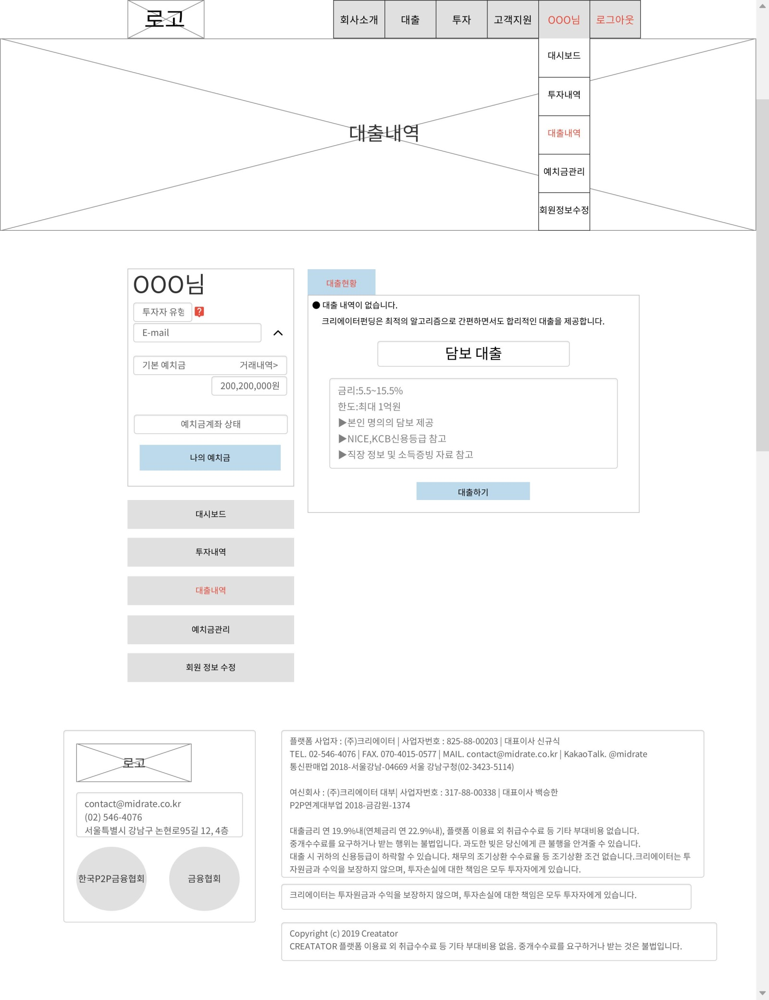 로고
회사소개
대출
투자
고객지원
OOO님
로그아웃
대시보드
투자내역
대출내역
예치금관리
회원정보수정
대출내역
OOO님
투자자 유형
E-mail
기본 예치금 거래내역>
200,200,000원
예치금계좌 상태
나의 예치금
대시보드
투자내역
대출내역
예치금관리
회원 정보 수정
대출현황
● 대출 내역이 없습니다.
크리에이터펀딩은 최적의 알고리즘으로 간편하면서도 합리적인 대출을 제공합니다.
담보 대출
금리:5.5~15.5%
한도:최대 1억원
▶본인 명의의 담보 제공
▶NICE,KCB신용등급 참고
▶직장 정보 및 소득증빙 자료 참고
대출하기
로고
contact@midrate.co.kr
(02) 546-4076
서울특별시 강남구 논현로95길 12, 4층
한국P2P금융협회
금융협회
플랫폼 사업자 : (주)크리에이터 | 사업자번호 : 825-88-00203 | 대표이사 신규식
TEL. 02-546-4076 | FAX. 070-4015-0577 | MAIL. contact@midrate.co.kr | KakaoTalk. @midrate
통신판매업 2018-서울강남-04669 서울 강남구청(02-3423-5114)
여신회사 : (주)크리에이터 대부| 사업자번호 : 317-88-00338 | 대표이사 백승한
P2P연계대부업 2018-금감원-1374
대출금리 연 19.9%내(연체금리 연 22.9%내), 플랫폼 이용료 외 취급수수료 등 기타 부대비용 없습니다.
중개수수료를 요구하거나 받는 행위는 불법입니다. 과도한 빚은 당신에게 큰 불행을 안겨줄 수 있습니다.
대출 시 귀하의 신용등급이 하락할 수 있습니다. 채무의 조기상환 수수료율 등 조기상환 조건 없습니다.크리에이터는 투
자원금과 수익을 보장하지 않으며, 투자손실에 대한 책임은 모두 투자자에게 있습니다.
크리에이터는 투자원금과 수익을 보장하지 않으며, 투자손실에 대한 책임은 모두 투자자에게 있습니다.
Copyright (c) 2019 Creatator
CREATATOR 플랫폼 이용료 외 취급수수료 등 기타 부대비용 없음. 중개수수료를 요구하거나 받는 것은 불법입니다.